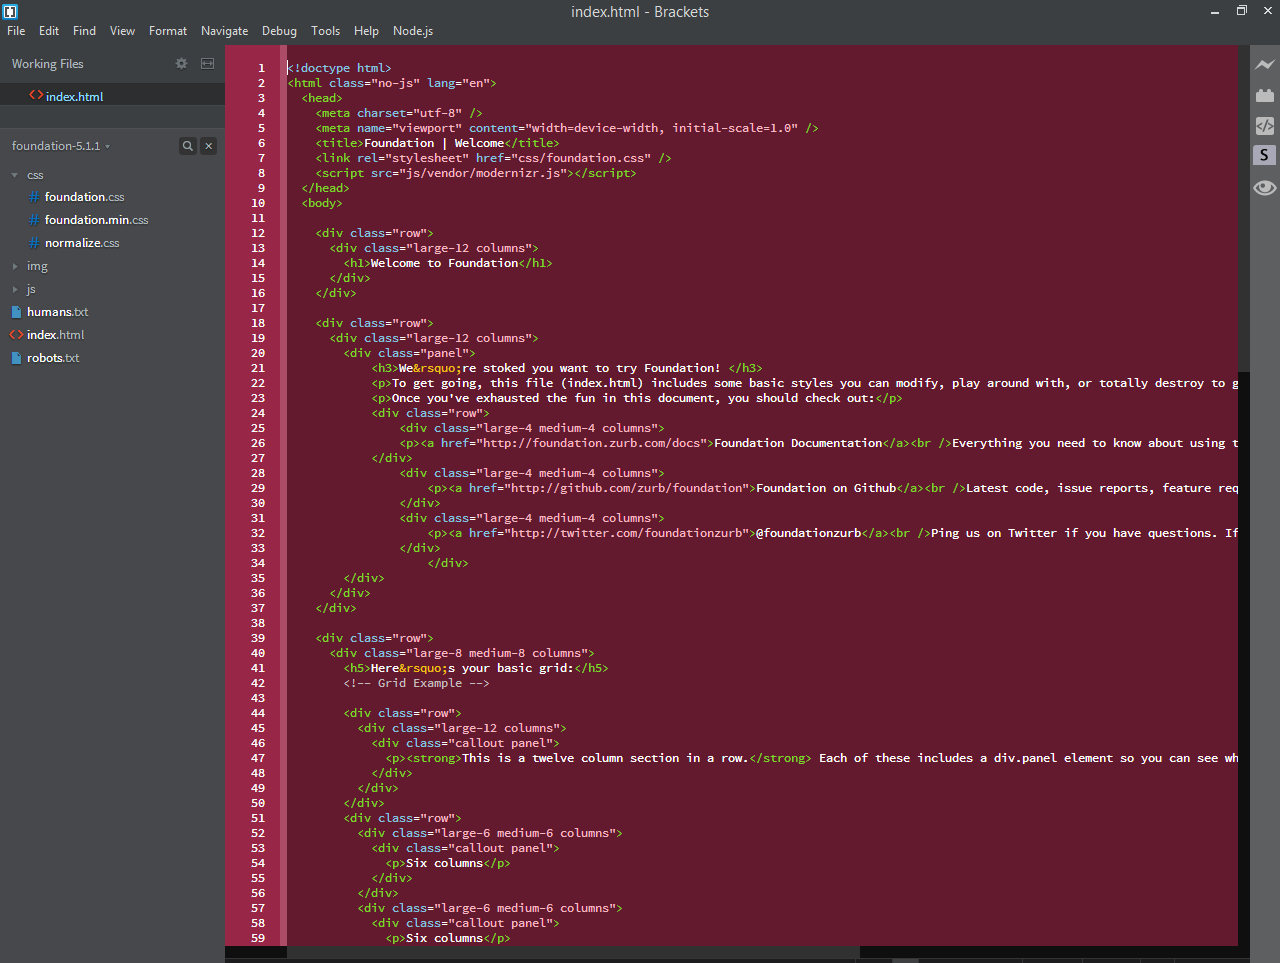 index.html - Brackets
File Edit Find View Format Navigate Debug Tools Help Node.js
Working Files
<> index.html
foundation-5.1.1
css
# foundation.css
# foundation.min.css
# normalize.css
img
js
humans.txt
<> index.html
robots.txt
1 <!doctype html>
2 <html class="no-js" lang="en">
3 <head>
4 <meta charset="utf-8" />
5 <meta name="viewport" content="width=device-width, initial-scale=1.0" />
6 <title>Foundation | Welcome</title>
7 <link rel="stylesheet" href="css/foundation.css" />
8 <script src="js/vendor/modernizr.js"></script>
9 </head>
10 <body>
11
12 <div class="row">
13 <div class="large-12 columns">
14 <h1>Welcome to Foundation</h1>
15 </div>
16 </div>
17
18 <div class="row">
19 <div class="large-12 columns">
20 <div class="panel">
21 <h3>We&rsquo;re stoked you want to try Foundation! </h3>
22 <p>To get going, this file (index.html) includes some basic styles you can modify, play around with, or totally destroy to g
23 <p>Once you've exhausted the fun in this document, you should check out:</p>
24 <div class="row">
25 <div class="large-4 medium-4 columns">
26 <p><a href="http://foundation.zurb.com/docs">Foundation Documentation</a><br />Everything you need to know about using t
27 </div>
28 <div class="large-4 medium-4 columns">
29 <p><a href="http://github.com/zurb/foundation">Foundation on Github</a><br />Latest code, issue reports, feature req
30 </div>
31 <div class="large-4 medium-4 columns">
32 <p><a href="http://twitter.com/foundationzurb">@foundationzurb</a><br />Ping us on Twitter if you have questions. If
33 </div>
34 </div>
35 </div>
36 </div>
37 </div>
38
39 <div class="row">
40 <div class="large-8 medium-8 columns">
41 <h5>Here&rsquo;s your basic grid:</h5>
42 <!-- Grid Example -->
43
44 <div class="row">
45 <div class="large-12 columns">
46 <div class="callout panel">
47 <p><strong>This is a twelve column section in a row.</strong> Each of these includes a div.panel element so you can see wh
48 </div>
49 </div>
50 </div>
51 <div class="row">
52 <div class="large-6 medium-6 columns">
53 <div class="callout panel">
54 <p>Six columns</p>
55 </div>
56 </div>
57 <div class="large-6 medium-6 columns">
58 <div class="callout panel">
59 <p>Six columns</p>
</> 
S